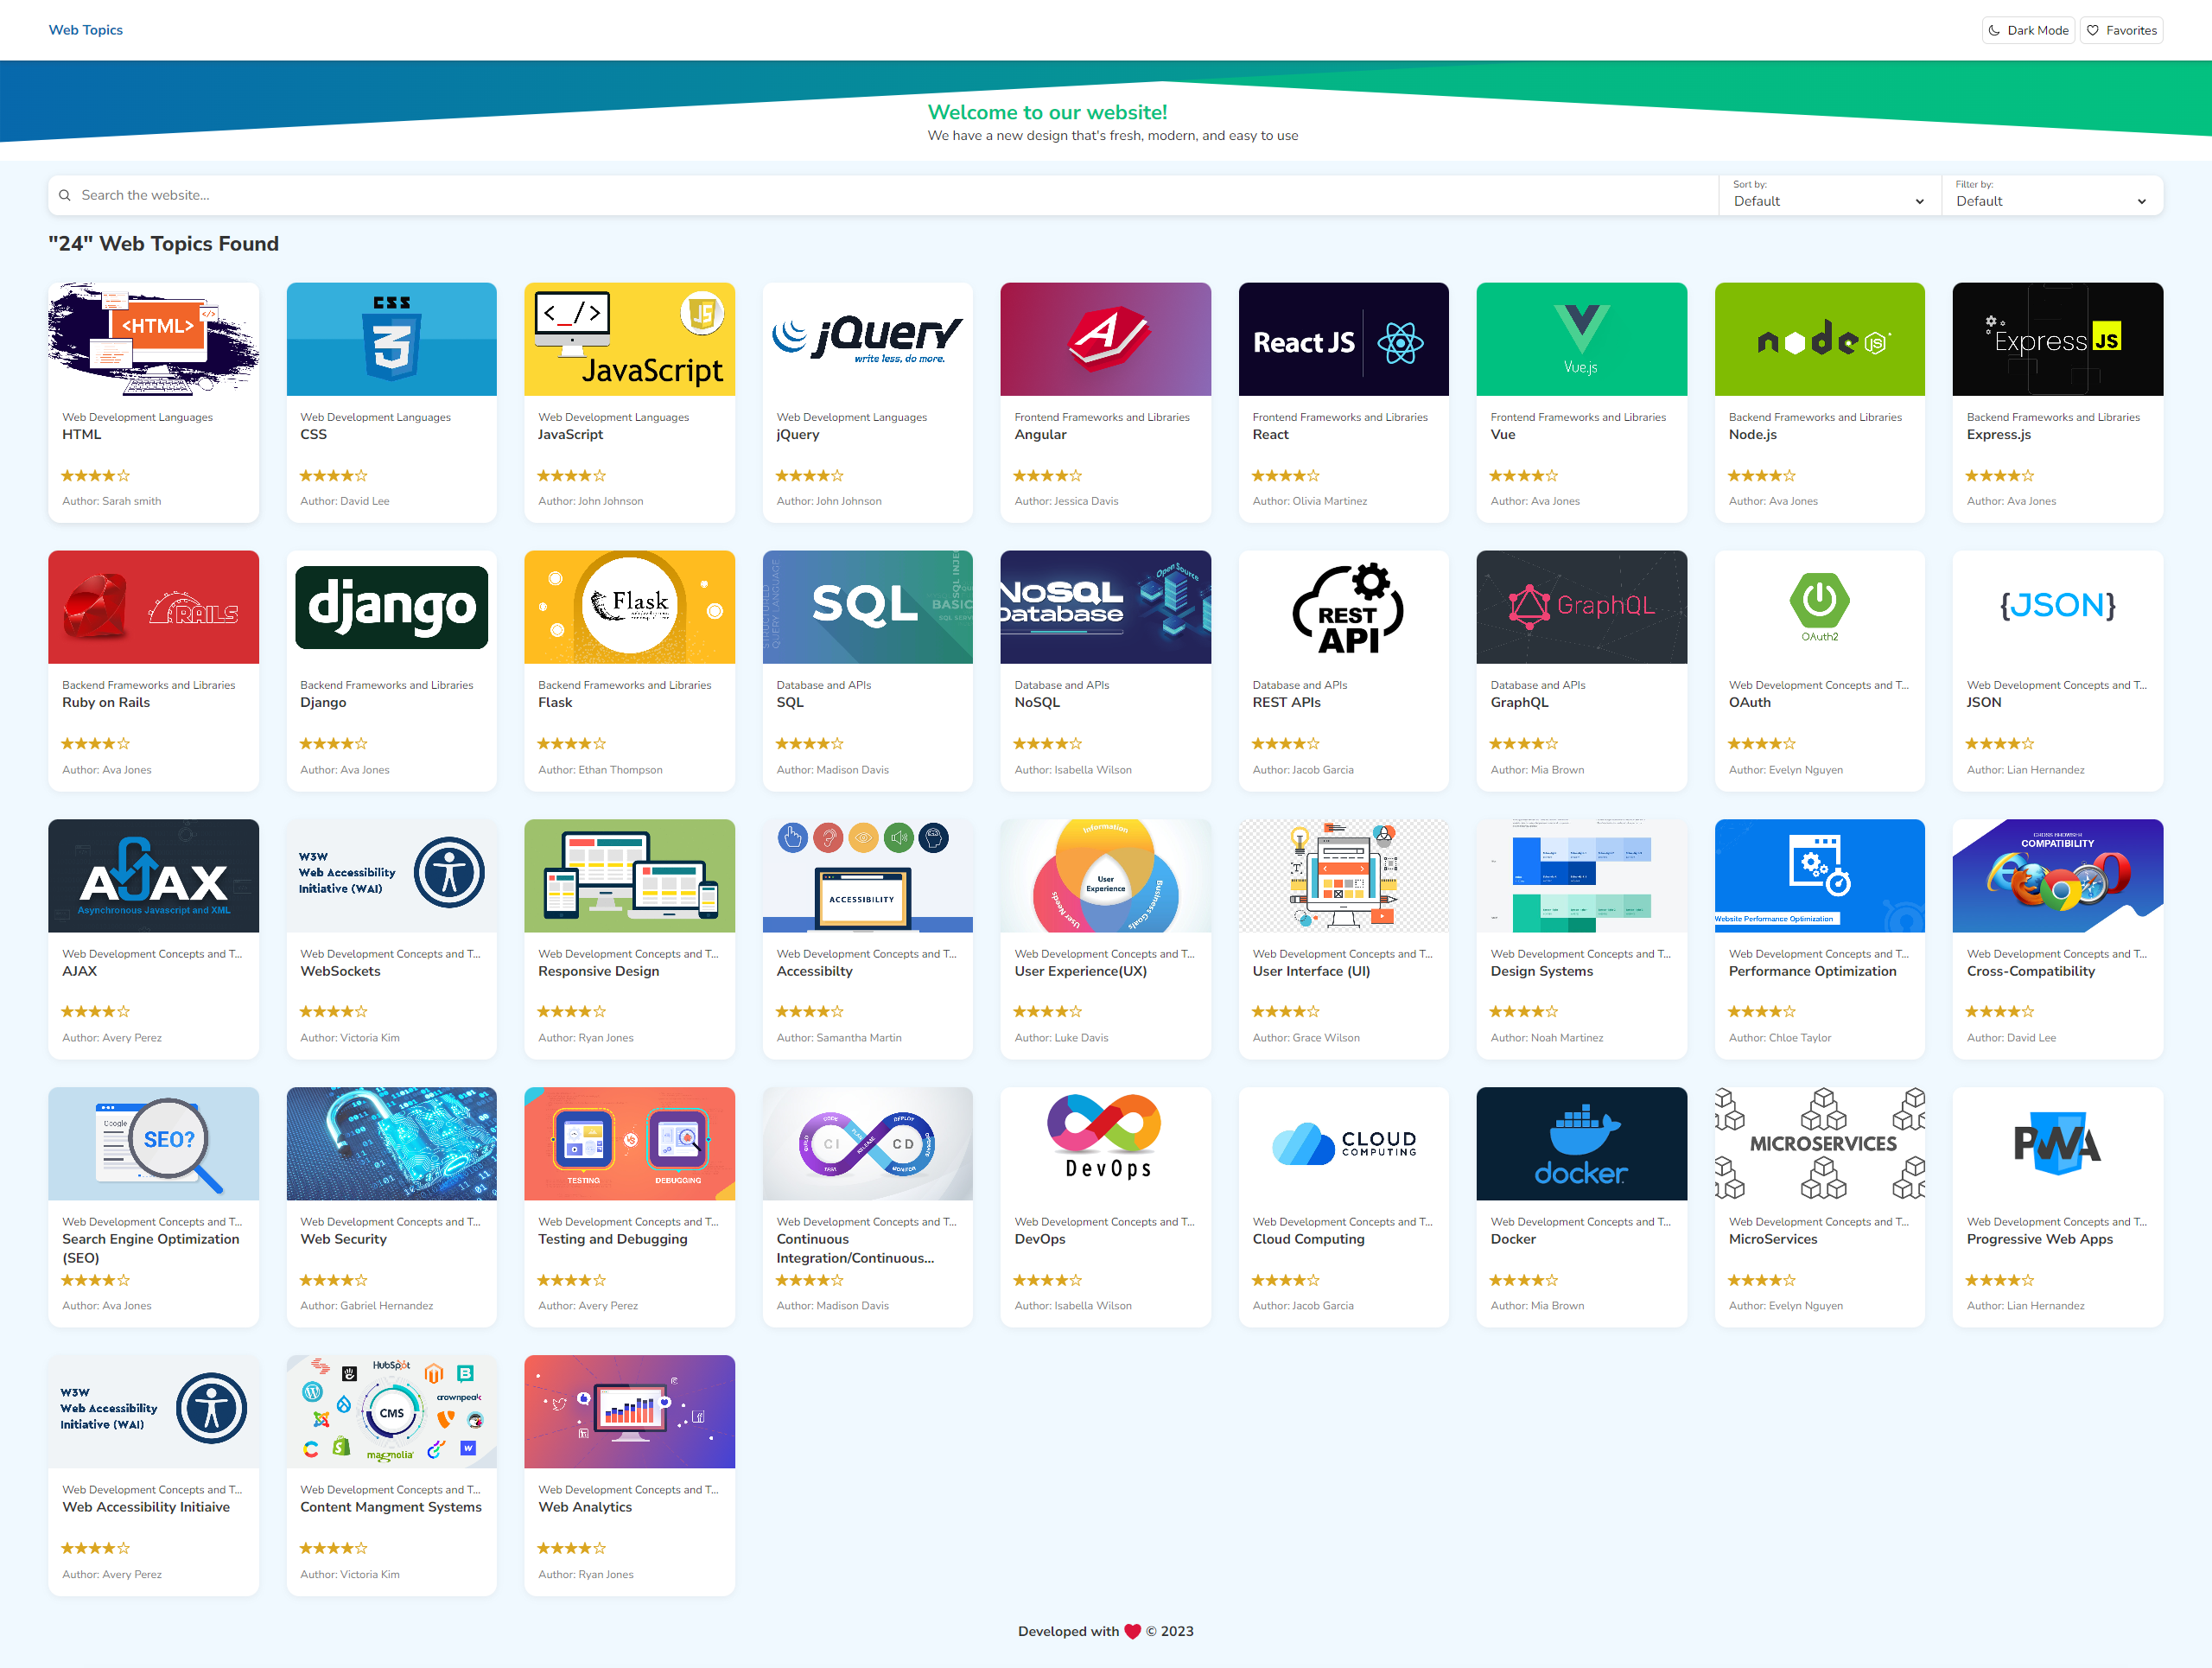 Web Topics
Dark Mode
Favorites
Welcome to our website!
We have a new design that's fresh, modern, and easy to use
Search the website...
Sort by:
Default
Filter by:
Default
"24" Web Topics Found
<HTML>
</>
Web Development Languages
HTML
★★★★☆
Author: Sarah smith
CSS
3
Web Development Languages
CSS
★★★★☆
Author: David Lee
<_/>
JS
JavaScript
Web Development Languages
JavaScript
★★★★☆
Author: John Johnson
jQuery
write less, do more.
Web Development Languages
jQuery
★★★★☆
Author: John Johnson
A
Frontend Frameworks and Libraries
Angular
★★★★☆
Author: Jessica Davis
React JS
Frontend Frameworks and Libraries
React
★★★★☆
Author: Olivia Martinez
Vue.js
Frontend Frameworks and Libraries
Vue
★★★★☆
Author: Ava Jones
node
JS
Backend Frameworks and Libraries
Node.js
★★★★☆
Author: Ava Jones
Express JS
Backend Frameworks and Libraries
Express.js
★★★★☆
Author: Ava Jones
RAILS
Backend Frameworks and Libraries
Ruby on Rails
★★★★☆
Author: Ava Jones
django
Backend Frameworks and Libraries
Django
★★★★☆
Author: Ava Jones
Flask
Backend Frameworks and Libraries
Flask
★★★★☆
Author: Ethan Thompson
SQL
STRUCTURED
QUERY LANGUAGE
SQL INJE
BASIC
SQL SERV
Database and APIs
SQL
★★★★☆
Author: Madison Davis
NoSQL
Database
Open Source
Database and APIs
NoSQL
★★★★☆
Author: Isabella Wilson
REST
API
Database and APIs
REST APIs
★★★★☆
Author: Jacob Garcia
GraphQL
Database and APIs
GraphQL
★★★★☆
Author: Mia Brown
OAuth2
Web Development Concepts and T...
OAuth
★★★★☆
Author: Evelyn Nguyen
{JSON}
Web Development Concepts and T...
JSON
★★★★☆
Author: Lian Hernandez
AJAX
Asynchronous Javascript and XML
Web Development Concepts and T...
AJAX
★★★★☆
Author: Avery Perez
W3W
Web Accessibility
Initiative (WAI)
Web Development Concepts and T...
WebSockets
★★★★☆
Author: Victoria Kim
Web Development Concepts and T...
Responsive Design
★★★★☆
Author: Ryan Jones
ACCESSIBILITY
Web Development Concepts and T...
Accessibilty
★★★★☆
Author: Samantha Martin
Information
User
Experience
User Needs
Business Goals
Web Development Concepts and T...
User Experience(UX)
★★★★☆
Author: Luke Davis
Web Development Concepts and T...
User Interface (UI)
★★★★☆
Author: Grace Wilson
Web Development Concepts and T...
Design Systems
★★★★☆
Author: Noah Martinez
Website Performance Optimization
Web Development Concepts and T...
Performance Optimization
★★★★☆
Author: Chloe Taylor
CROSS BROWSER
COMPATIBILITY
Web Development Concepts and T...
Cross-Compatibility
★★★★☆
Author: David Lee
Google
SEO?
Web Development Concepts and T...
Search Engine Optimization
(SEO)
★★★★☆
Author: Ava Jones
Web Development Concepts and T...
Web Security
★★★★☆
Author: Gabriel Hernandez
TESTING
DEBUGGING
Web Development Concepts and T...
Testing and Debugging
★★★★☆
Author: Avery Perez
CI
CD
CODE
BUILD
TEST
PLAN
RELEASE
DEPLOY
OPERATE
MONITOR
Web Development Concepts and T...
Continuous
Integration/Continuous...
★★★★☆
Author: Madison Davis
DevOps
Web Development Concepts and T...
DevOps
★★★★☆
Author: Isabella Wilson
CLOUD
COMPUTING
Web Development Concepts and T...
Cloud Computing
★★★★☆
Author: Jacob Garcia
docker
Web Development Concepts and T...
Docker
★★★★☆
Author: Mia Brown
MICROSERVICES
Web Development Concepts and T...
MicroServices
★★★★☆
Author: Evelyn Nguyen
PWA
Web Development Concepts and T...
Progressive Web Apps
★★★★☆
Author: Lian Hernandez
W3W
Web Accessibility
Initiative (WAI)
Web Development Concepts and T...
Web Accessibility Initiaive
★★★★☆
Author: Avery Perez
HubSpot
crownpeak
CMS
magnolia
Web Development Concepts and T...
Content Mangment Systems
★★★★☆
Author: Victoria Kim
Web Development Concepts and T...
Web Analytics
★★★★☆
Author: Ryan Jones
Developed with ❤ © 2023